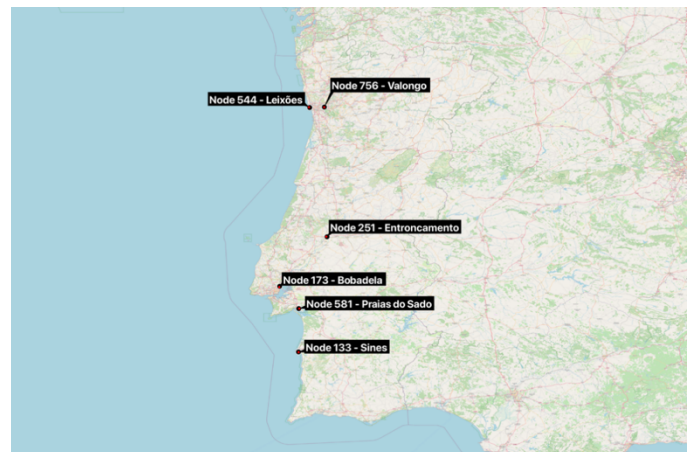 Node 756 - Valongo
Node 544 - Leixões
Node 251 - Entroncamento
Node 173 - Bobadela
Node 581 - Praias do Sado
Node 133 - Sines